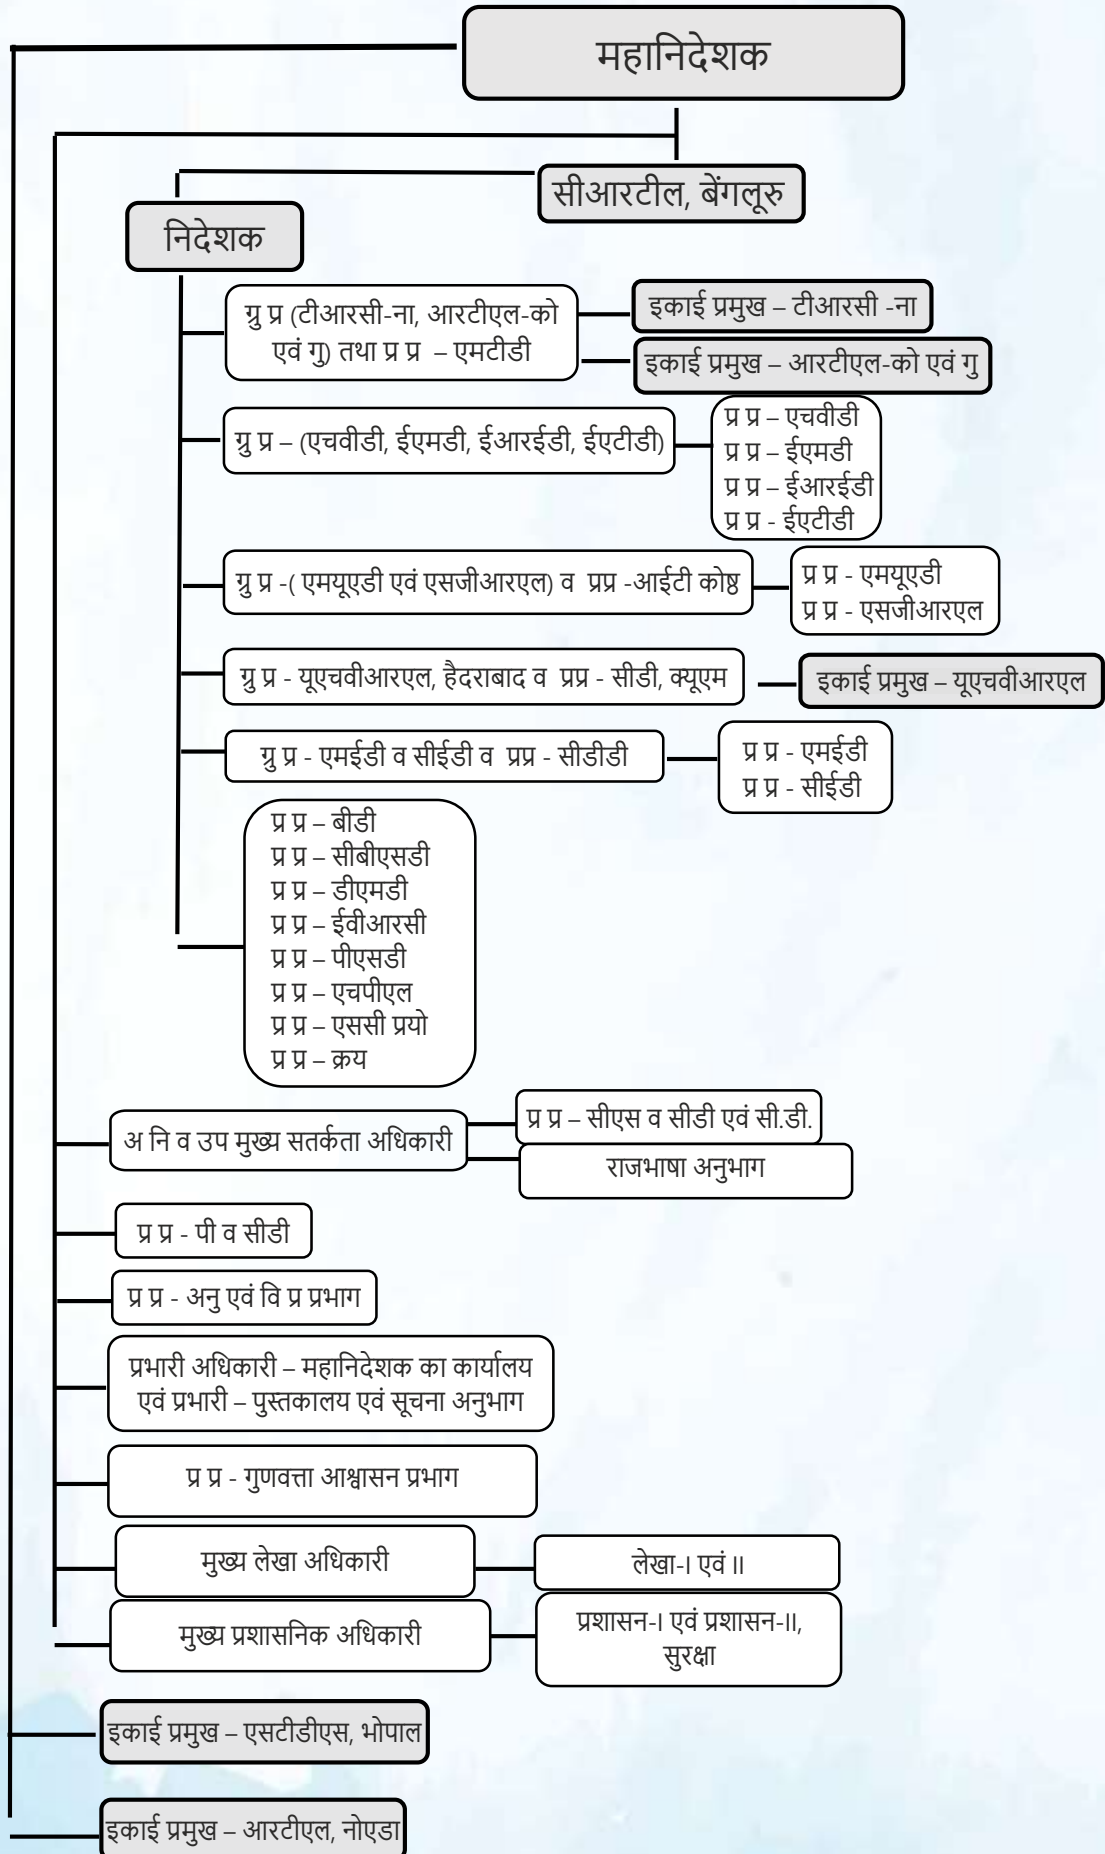 महानिदेशक
सीआरटील, बेंगलूरु
निदेशक
ग्रु प्र (टीआरसी-ना, आरटीएल-को
एवं गु) तथा प्र प्र – एमटीडी
इकाई प्रमुख – टीआरसी -ना
इकाई प्रमुख – आरटीएल-को एवं गु
ग्रु प्र – (एचवीडी, ईएमडी, ईआरईडी, ईएटीडी)
प्र प्र – एचवीडी
प्र प्र – ईएमडी
प्र प्र – ईआरईडी
प्र प्र - ईएटीडी
ग्रु प्र -( एमयूएडी एवं एसजीआरएल) व प्रप्र -आईटी कोष्ठ
प्र प्र - एमयूएडी
प्र प्र - एसजीआरएल
ग्रु प्र - यूएचवीआरएल, हैदराबाद व प्रप्र - सीडी, क्यूएम
इकाई प्रमुख – यूएचवीआरएल
ग्रु प्र - एमईडी व सीईडी व प्रप्र - सीडीडी
प्र प्र - एमईडी
प्र प्र - सीईडी
प्र प्र – बीडी
प्र प्र – सीबीएसडी
प्र प्र – डीएमडी
प्र प्र – ईवीआरसी
प्र प्र – पीएसडी
प्र प्र – एचपीएल
प्र प्र – एससी प्रयो
प्र प्र – क्रय
अ नि व उप मुख्य सतर्कता अधिकारी
प्र प्र – सीएस व सीडी एवं सी.डी.
राजभाषा अनुभाग
प्र प्र - पी व सीडी
प्र प्र - अनु एवं वि प्र प्रभाग
प्रभारी अधिकारी – महानिदेशक का कार्यालय
एवं प्रभारी – पुस्तकालय एवं सूचना अनुभाग
प्र प्र - गुणवत्ता आश्वासन प्रभाग
मुख्य लेखा अधिकारी
लेखा-I एवं II
मुख्य प्रशासनिक अधिकारी
प्रशासन-I एवं प्रशासन-II,
सुरक्षा
इकाई प्रमुख – एसटीडीएस, भोपाल
इकाई प्रमुख – आरटीएल, नोएडा